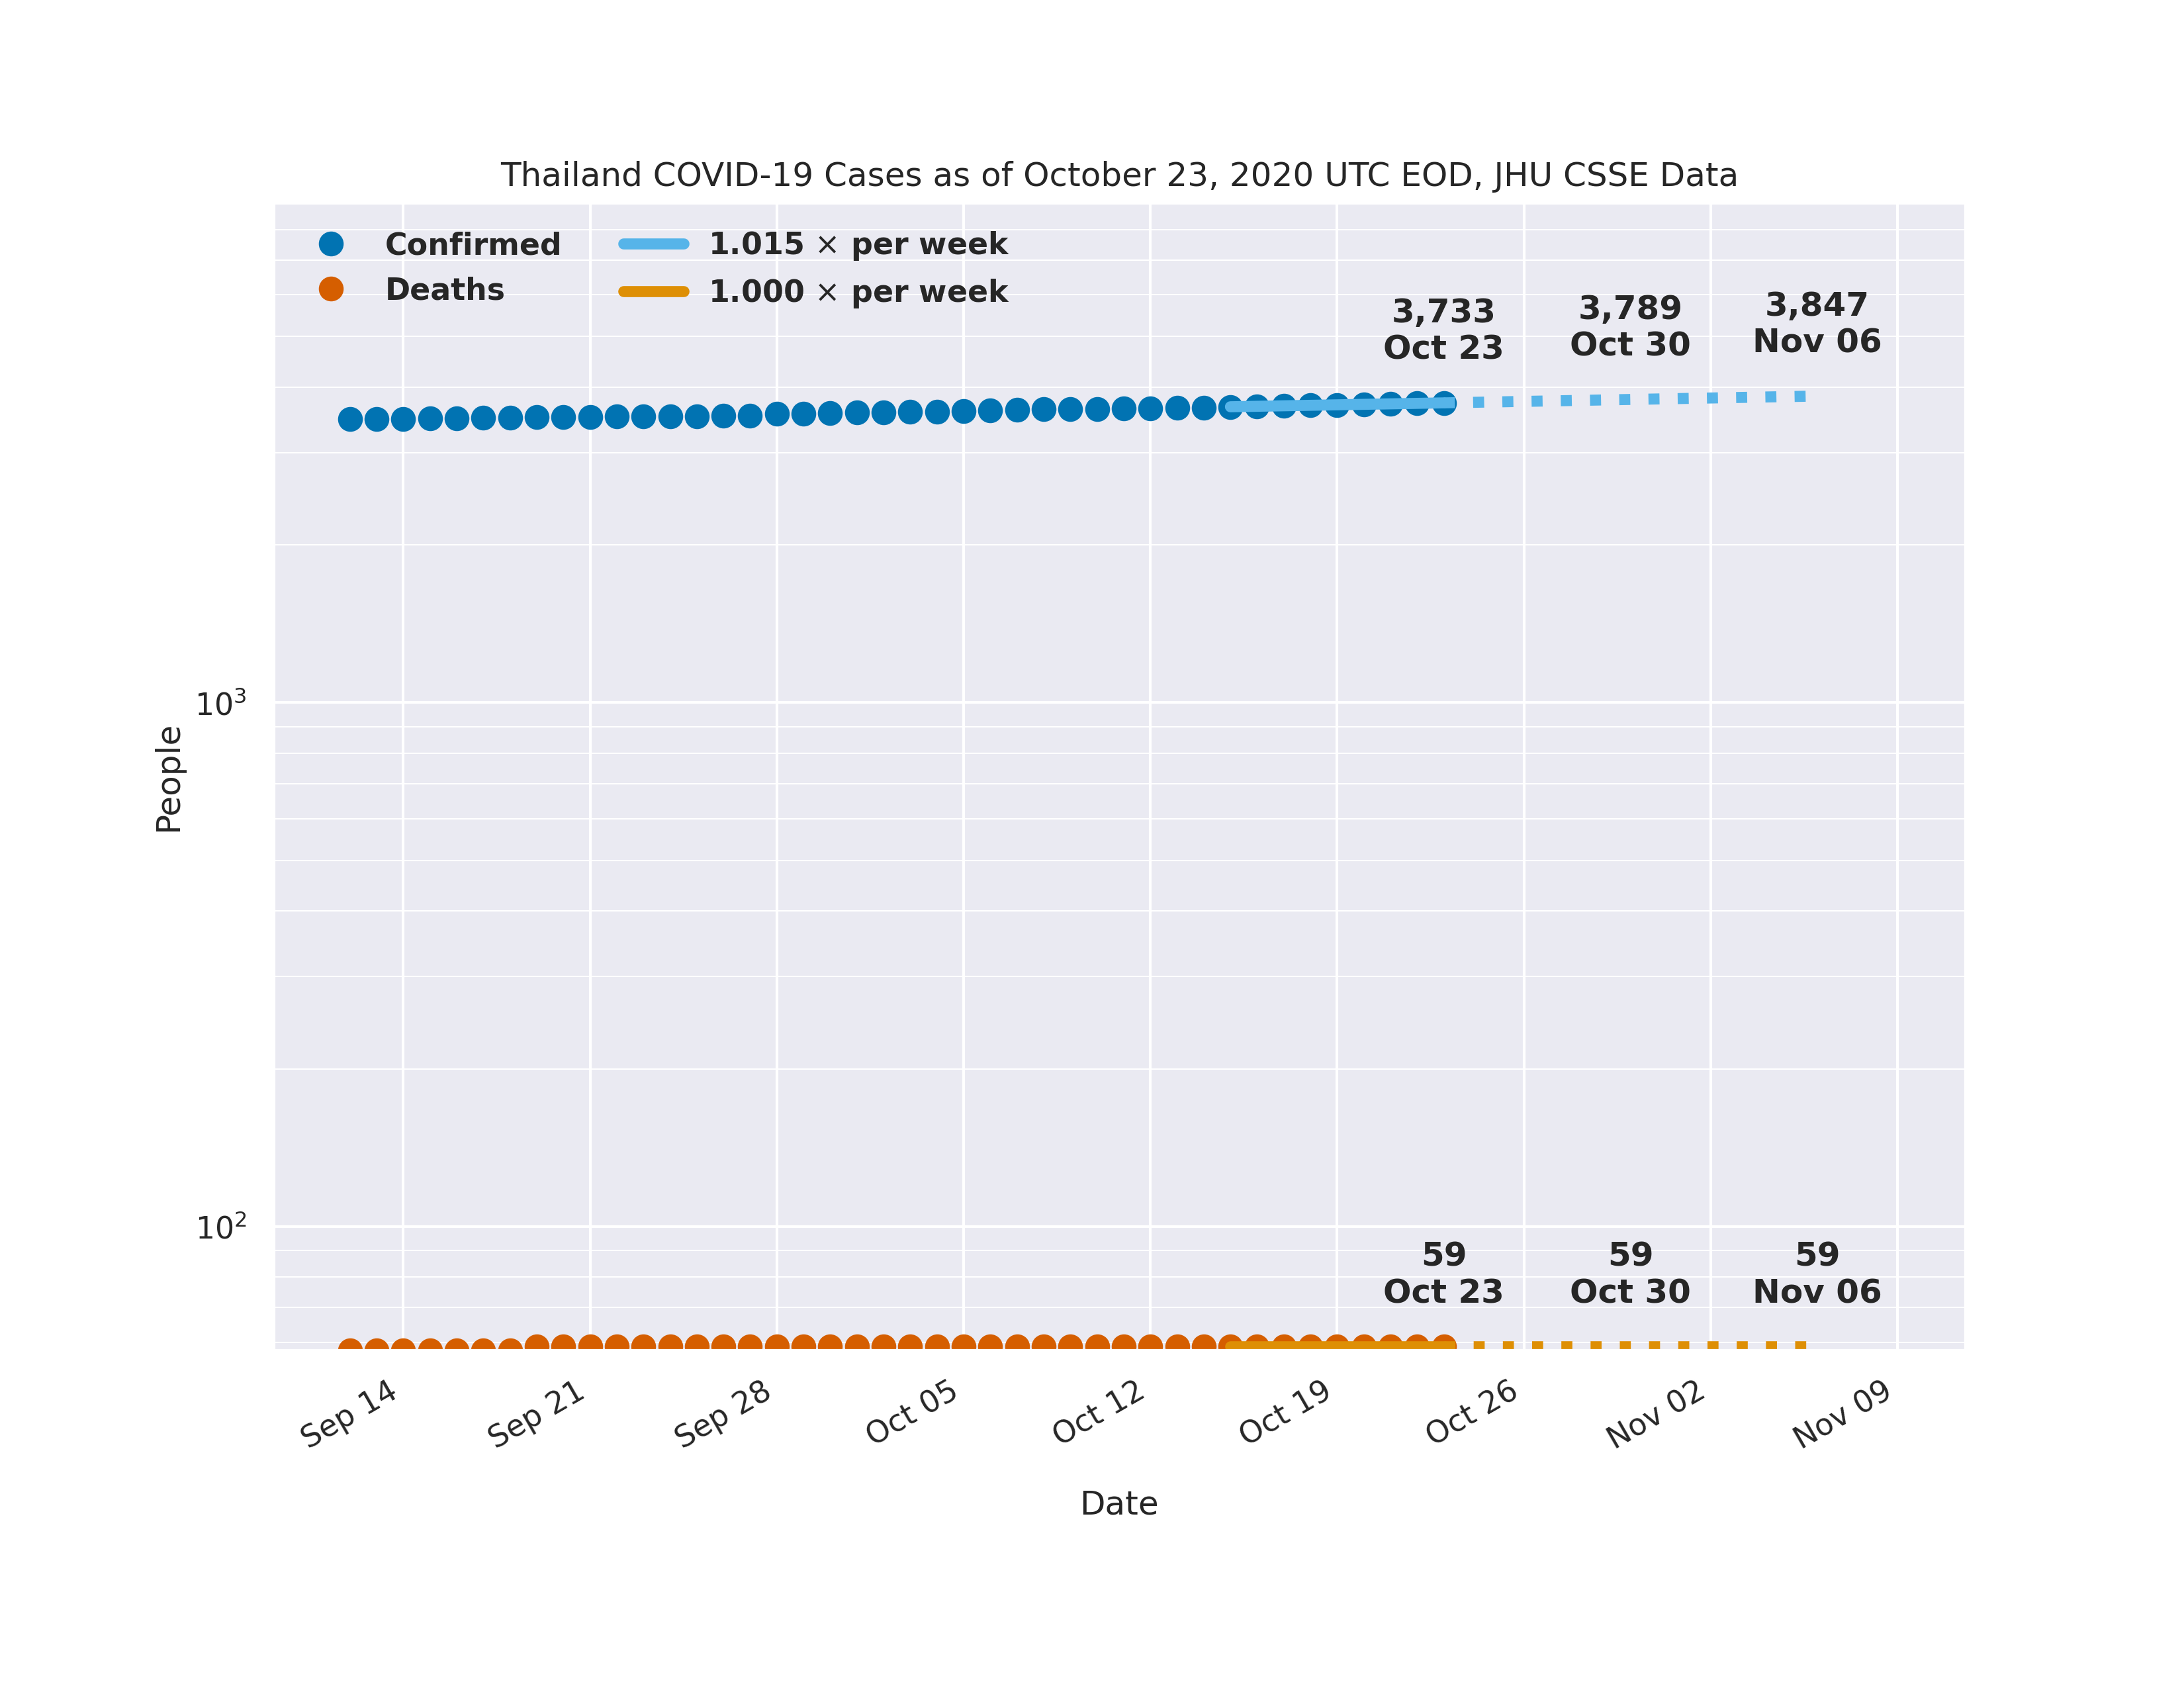 Thailand COVID-19 Cases as of October 23, 2020 UTC EOD, JHU CSSE Data
Confirmed
Deaths
1.015 × per week
1.000 × per week
3,733
Oct 23
3,789
Oct 30
3,847
Nov 06
10³
People
10²
59
Oct 23
59
Oct 30
59
Nov 06
Sep 14
Sep 21
Sep 28
Oct 05
Oct 12
Oct 19
Oct 26
Nov 02
Nov 09
Date